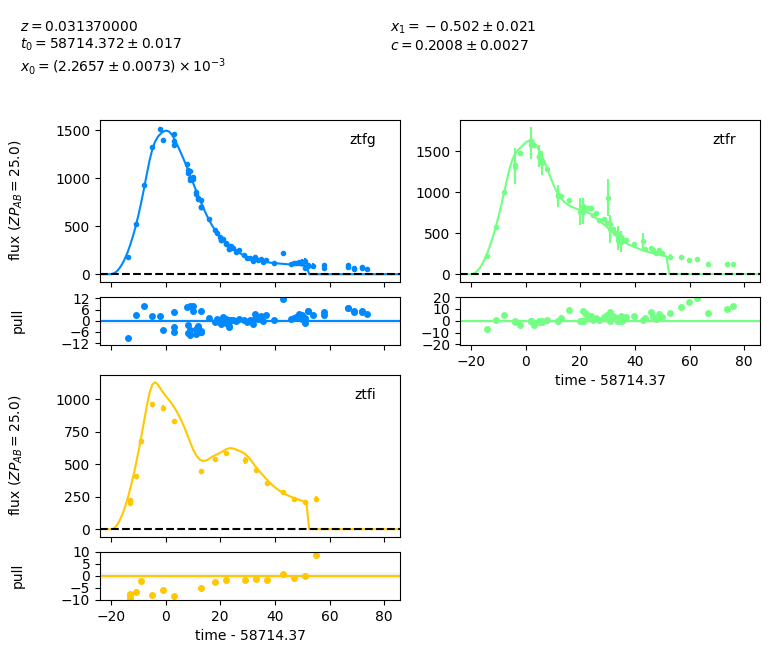 z = 0.031370000
t₀ = 58714.372 ± 0.017
x₀ = (2.2657 ± 0.0073) × 10⁻³
x₁ = −0.502 ± 0.021
c = 0.2008 ± 0.0027
flux (ZP_AB = 25.0)
1500
1000
500
0
ztfg
pull
12
6
0
−6
−12
1500
1000
500
0
ztfr
20
10
0
−10
−20
−20 0 20 40 60 80
time - 58714.37
flux (ZP_AB = 25.0)
1000
750
500
250
0
ztfi
pull
10
5
0
−5
−10
−20 0 20 40 60 80
time - 58714.37